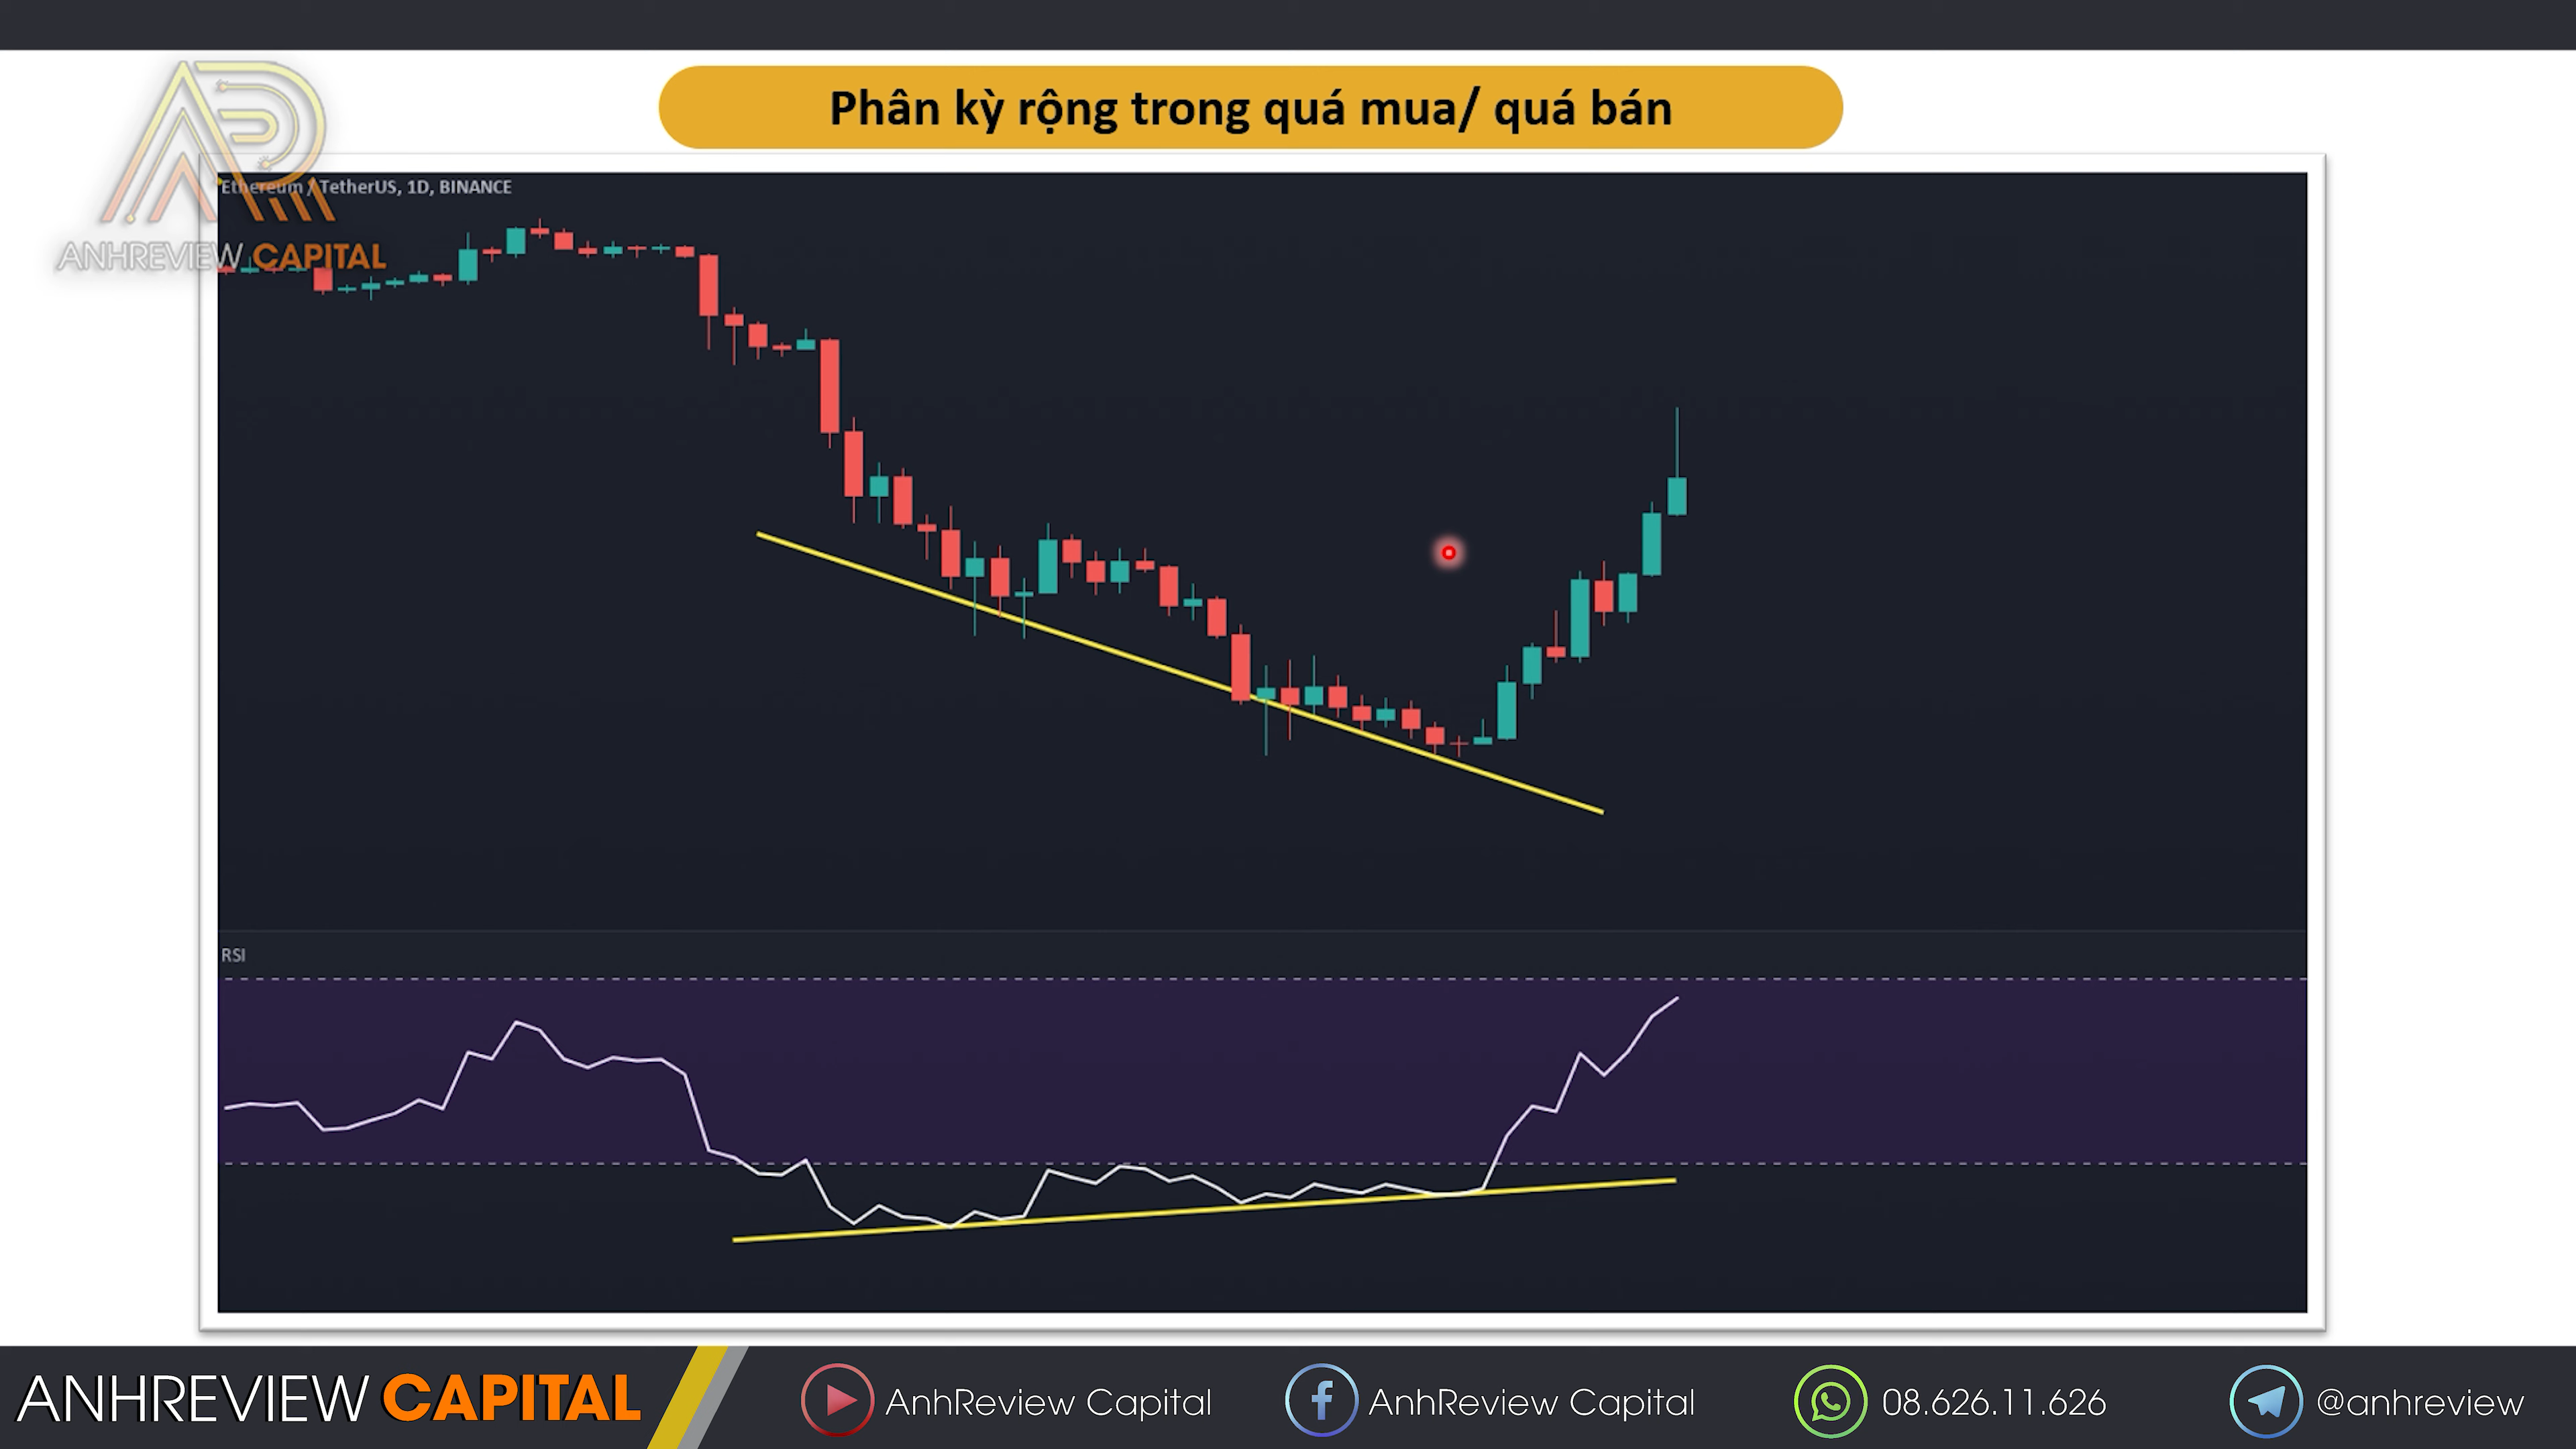 Phân kỳ rộng trong quá mua/ quá bán
Ethereum / TetherUS, 1D, BINANCE
ANHREVIEW CAPITAL
RSI
ANHREVIEW CAPITAL
AnhReview Capital
AnhReview Capital
08.626.11.626
@anhreview